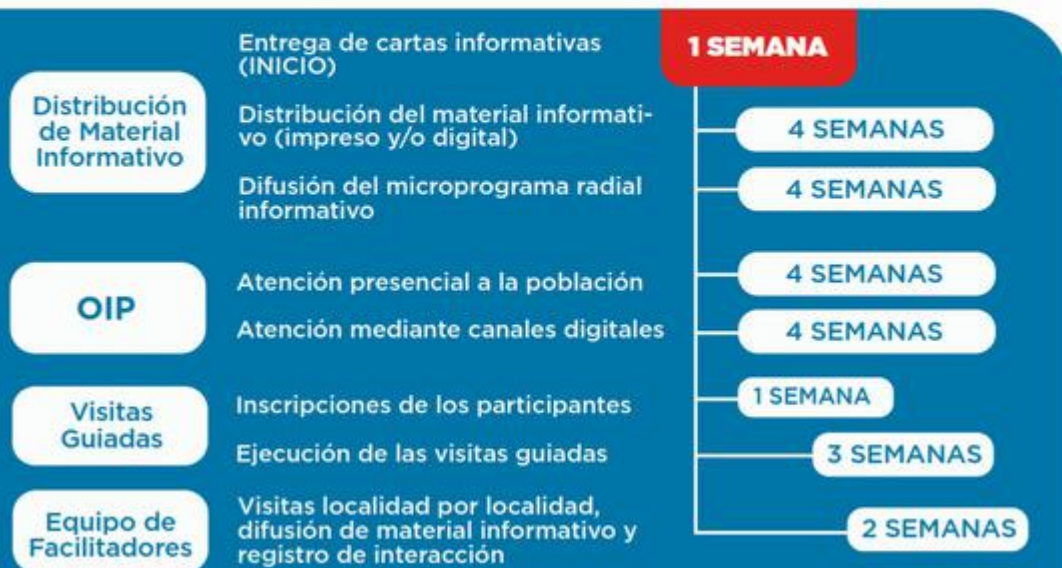 Entrega de cartas informativas
(INICIO)
1 SEMANA
Distribución
de Material
Informativo
Distribución del material informati-
vo (impreso y/o digital)
4 SEMANAS
Difusión del microprograma radial
informativo
4 SEMANAS
OIP
Atención presencial a la población
4 SEMANAS
Atención mediante canales digitales
4 SEMANAS
Visitas
Guiadas
Inscripciones de los participantes
1 SEMANA
Ejecución de las visitas guiadas
3 SEMANAS
Equipo de
Facilitadores
Visitas localidad por localidad,
difusión de material informativo y
registro de interacción
2 SEMANAS